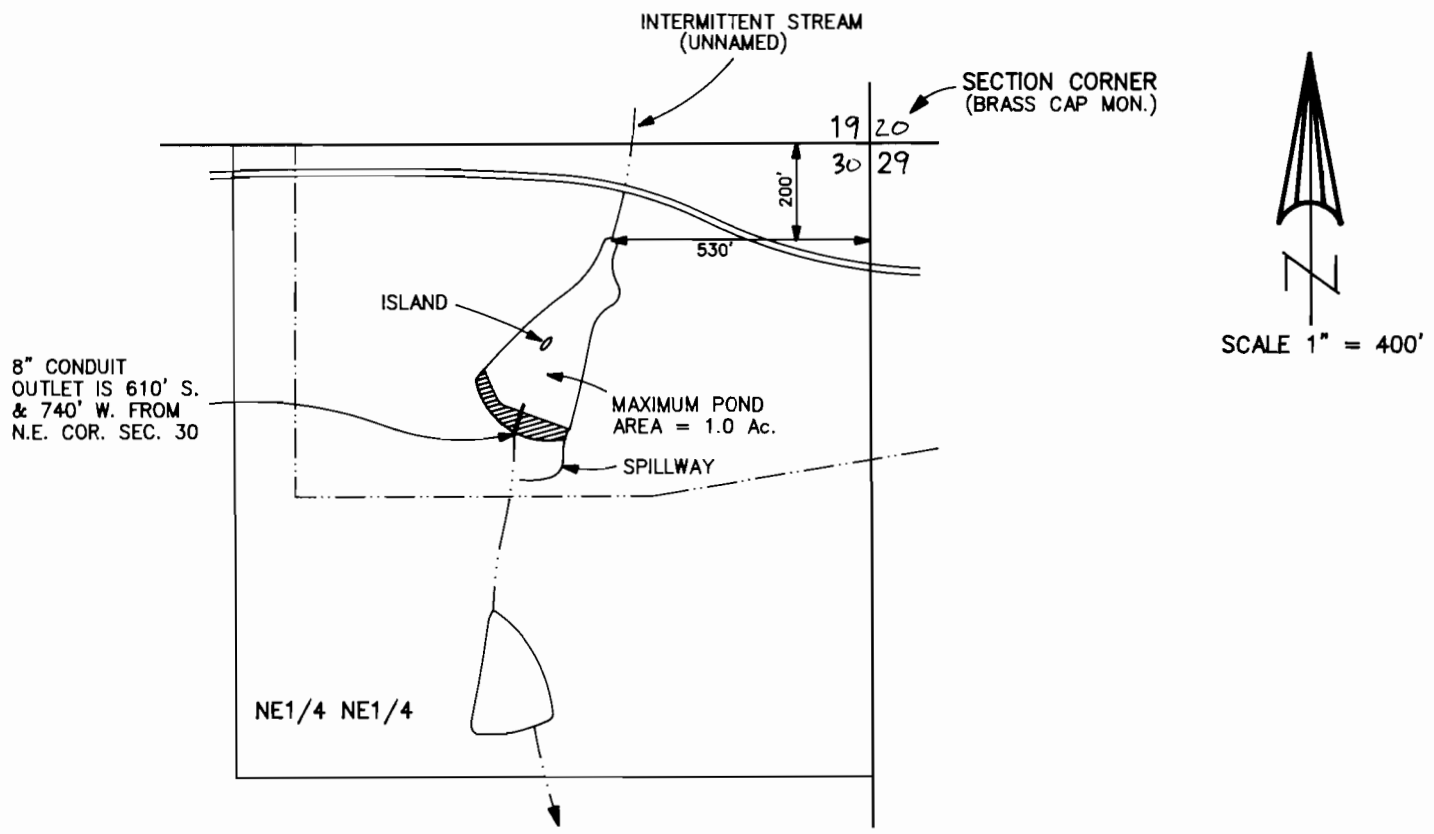 INTERMITTENT STREAM
(UNNAMED)
SECTION CORNER
(BRASS CAP MON.)
19 20
30 29
200'
530'
ISLAND
N
SCALE 1" = 400'
8" CONDUIT
OUTLET IS 610' S.
& 740' W. FROM
N.E. COR. SEC. 30
MAXIMUM POND
AREA = 1.0 Ac.
SPILLWAY
NE1/4 NE1/4